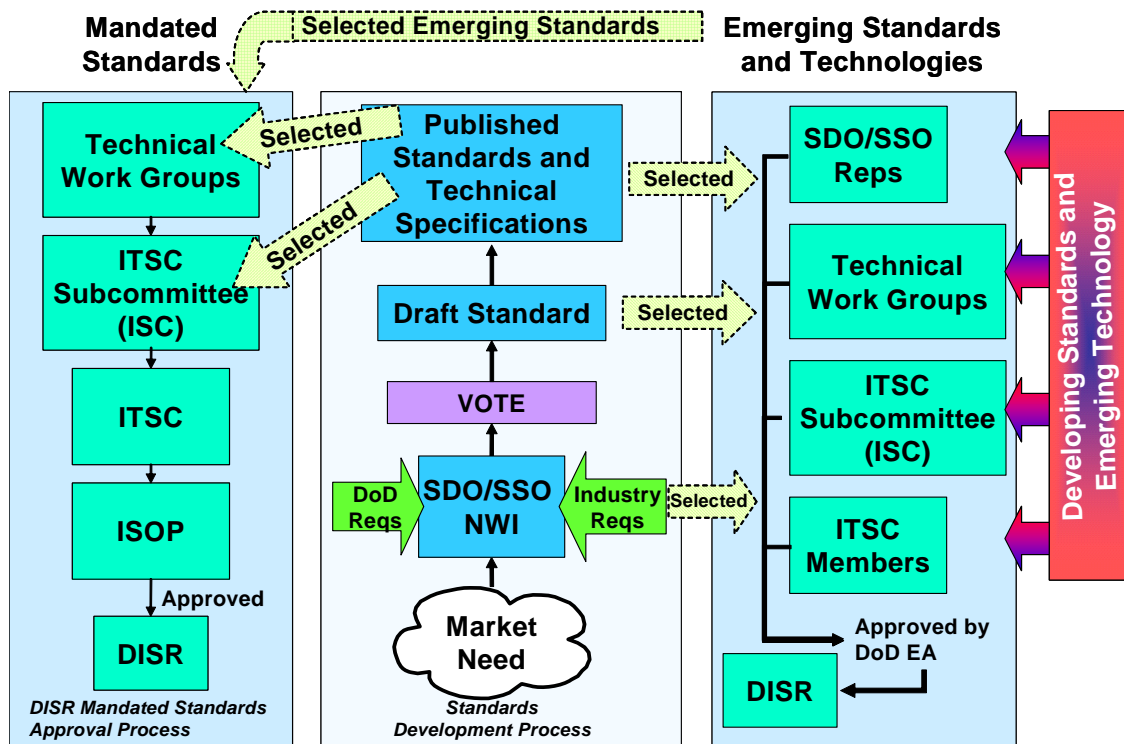 Mandated
Standards
Selected Emerging Standards
Emerging Standards
and Technologies
Technical
Work Groups
ITSC
Subcommittee
(ISC)
ITSC
ISOP
Approved
DISR
DISR Mandated Standards
Approval Process
Selected
Selected
Published
Standards and
Technical
Specifications
Draft Standard
VOTE
DoD
Reqs
SDO/SSO
NWI
Industry
Reqs
Market
Need
Standards
Development Process
Selected
Selected
Selected
SDO/SSO
Reps
Technical
Work Groups
ITSC
Subcommittee
(ISC)
ITSC
Members
Approved by
DoD EA
DISR
Developing Standards and
Emerging Technology